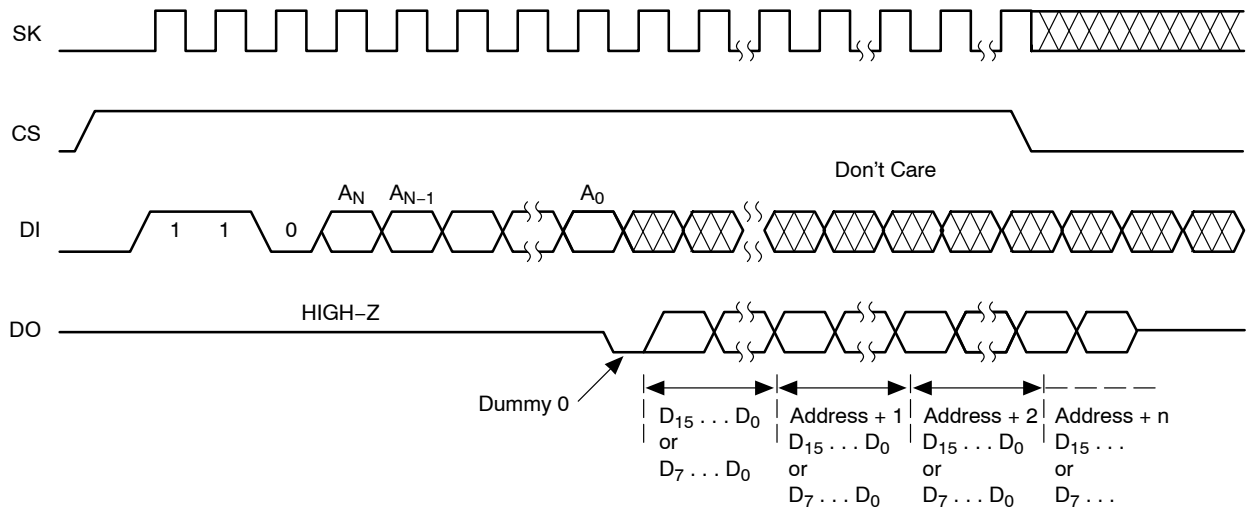 SK
CS
Don't Care
A_N A_N−1 A_0
DI 1 1 0
HIGH−Z
DO
Dummy 0
D_15 . . . D_0
or
D_7 . . . D_0
Address + 1
D_15 . . . D_0
or
D_7 . . . D_0
Address + 2
D_15 . . . D_0
or
D_7 . . . D_0
Address + n
D_15 . . .
or
D_7 . . .